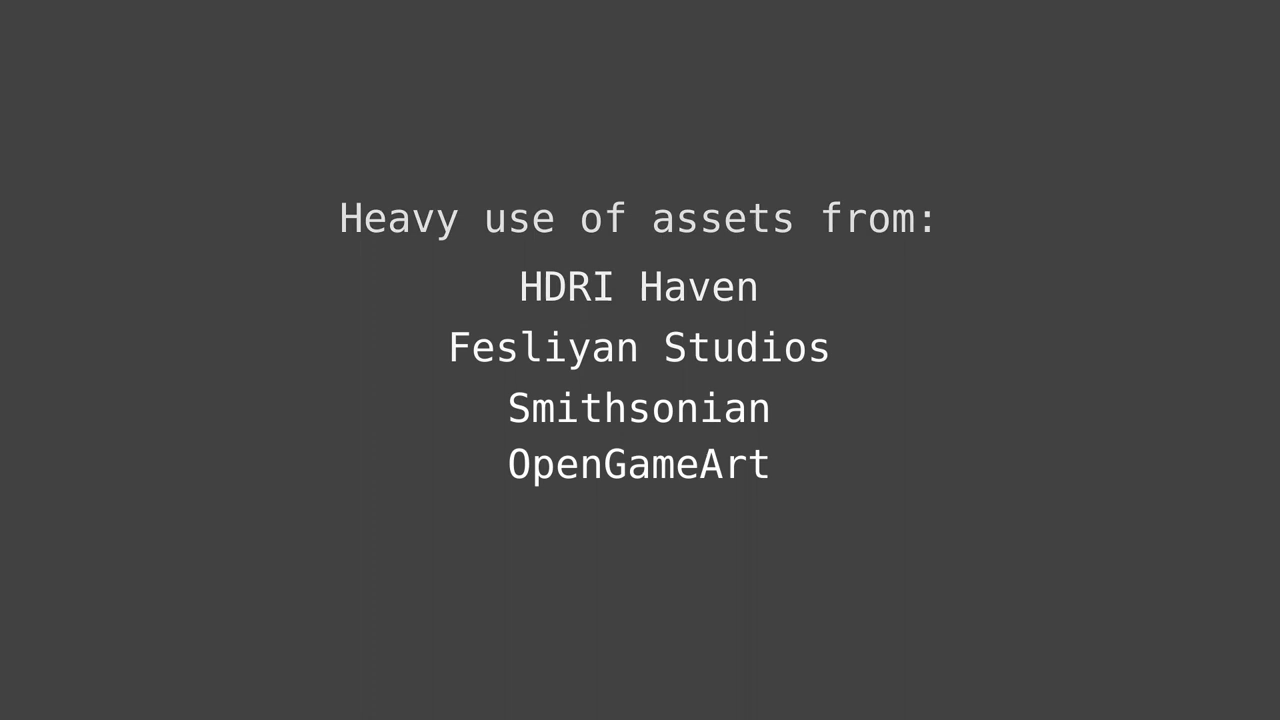 Heavy use of assets from:
HDRI Haven
Fesliyan Studios
Smithsonian
OpenGameArt